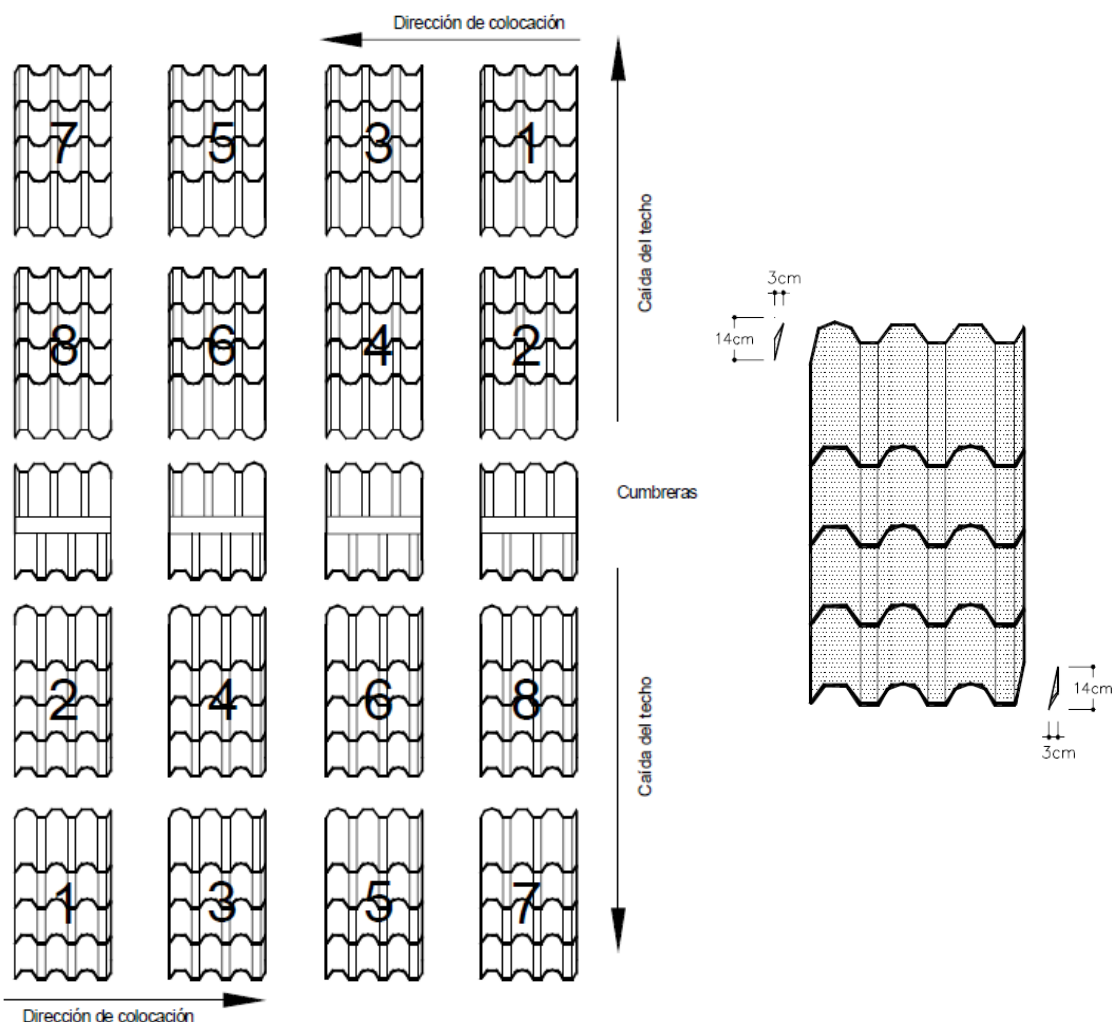 Dirección de colocación
7 5 3 1
Caída del techo
3cm
14cm
8 6 4 2
Cumbreras
2 4 6 8
Caída del techo
14cm
3cm
1 3 5 7
Dirección de colocación